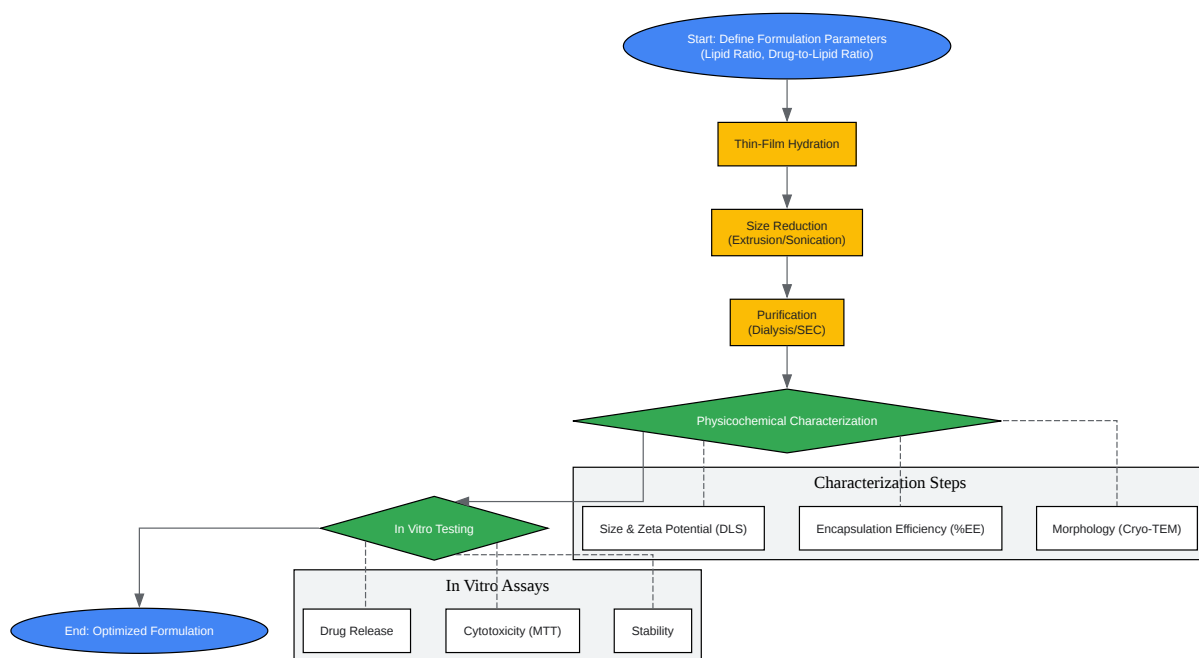 Start: Define Formulation Parameters
(Lipid Ratio, Drug-to-Lipid Ratio)
Thin-Film Hydration
Size Reduction
(Extrusion/Sonication)
Purification
(Dialysis/SEC)
Physicochemical Characterization
Characterization Steps
Size & Zeta Potential (DLS)
Encapsulation Efficiency (%EE)
Morphology (Cryo-TEM)
In Vitro Testing
In Vitro Assays
Drug Release
Cytotoxicity (MTT)
Stability
End: Optimized Formulation